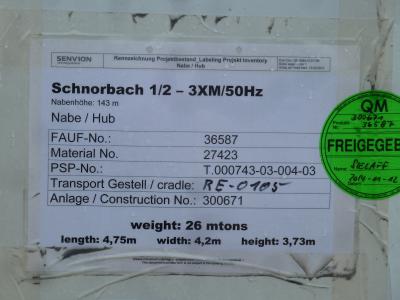 SENVION
Kennzeichnung Projektbestand_Labeling Projekt Inventory
Nabe / Hub
Schnorbach 1/2 – 3XM/50Hz
Nabenhöhe: 143 m
Nabe / Hub
FAUF-No.: 36587
Material No. 27423
PSP-No.: T.000743-03-004-03
Transport Gestell / cradle: RE-0105
Anlage / Construction No.: 300671
weight: 26 mtons
length: 4,75m width: 4,2m height: 3,73m
QM
300671
36587
FREIGEGEB